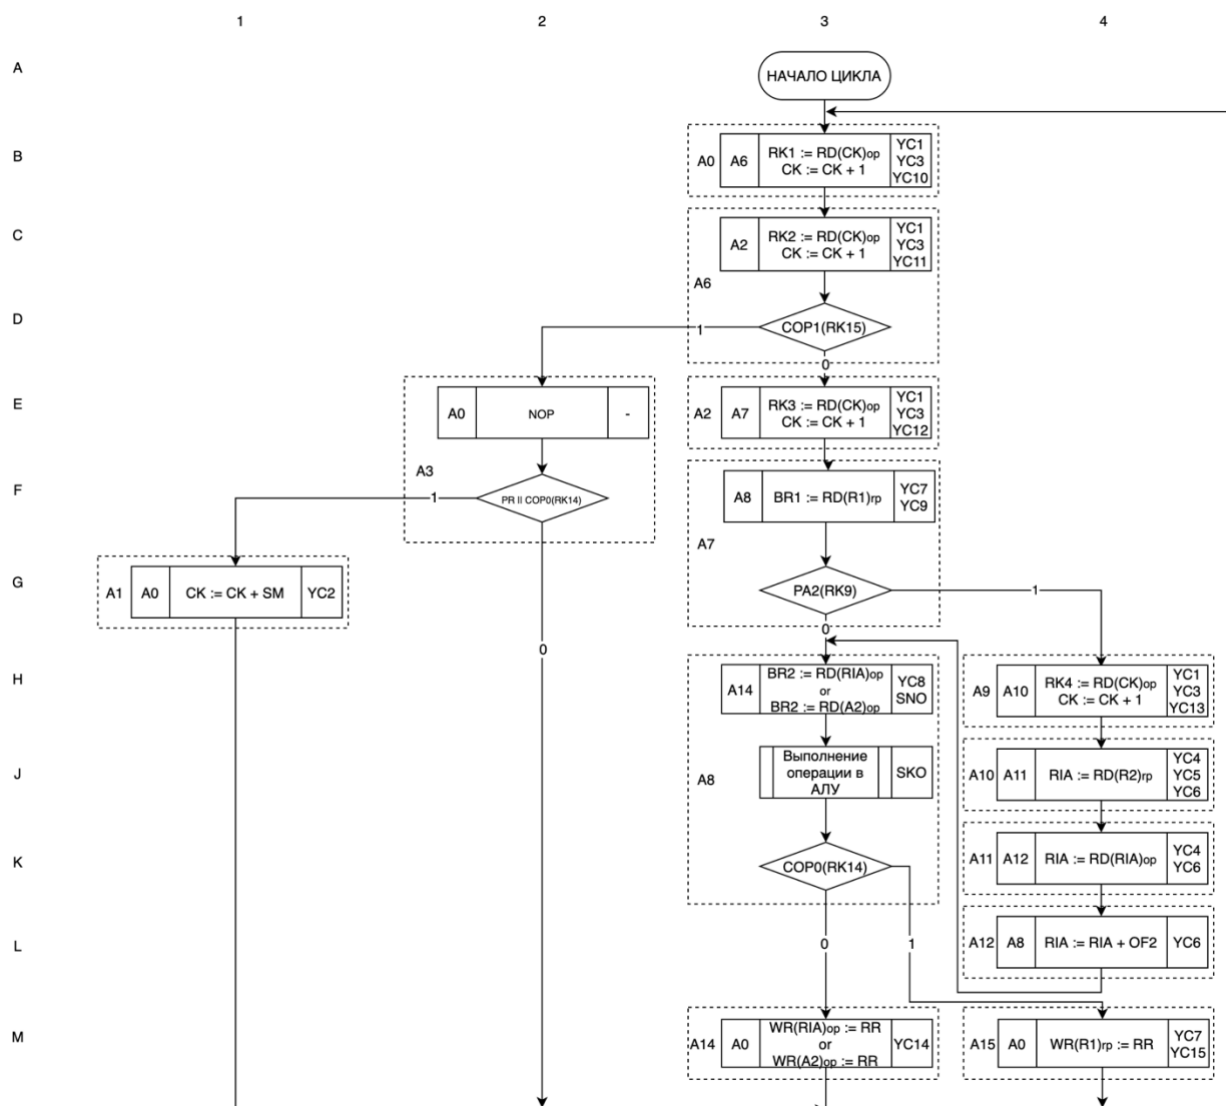 1 2 3 4
A
НАЧАЛО ЦИКЛА
B
A0 A6
RK1 := RD(CK)op
CK := CK + 1
YC1
YC3
YC10
C
A2
RK2 := RD(CK)op
CK := CK + 1
YC1
YC3
YC11
A6
D
COP1(RK15)
1
0
E
A0 NOP -
A2 A7
RK3 := RD(CK)op
CK := CK + 1
YC1
YC3
YC12
A3
F
PR II COP0(RK14)
1
A8 BR1 := RD(R1)rp
YC7
YC9
A7
G
A1 A0 CK := CK + SM YC2
PA2(RK9)
1
0
0
H
A14
BR2 := RD(RIA)op
or
BR2 := RD(A2)op
YC8
SNO
A9 A10
RK4 := RD(CK)op
CK := CK + 1
YC1
YC3
YC13
J
A8
Выполнение
операции в
АЛУ
SKO
A10 A11 RIA := RD(R2)rp
YC4
YC5
YC6
K
COP0(RK14)
A11 A12 RIA := RD(RIA)op
YC4
YC6
L
0 1
A12 A8 RIA := RIA + OF2 YC6
M
A14 A0
WR(RIA)op := RR
or
WR(A2)op := RR
YC14
A15 A0 WR(R1)rp := RR
YC7
YC15